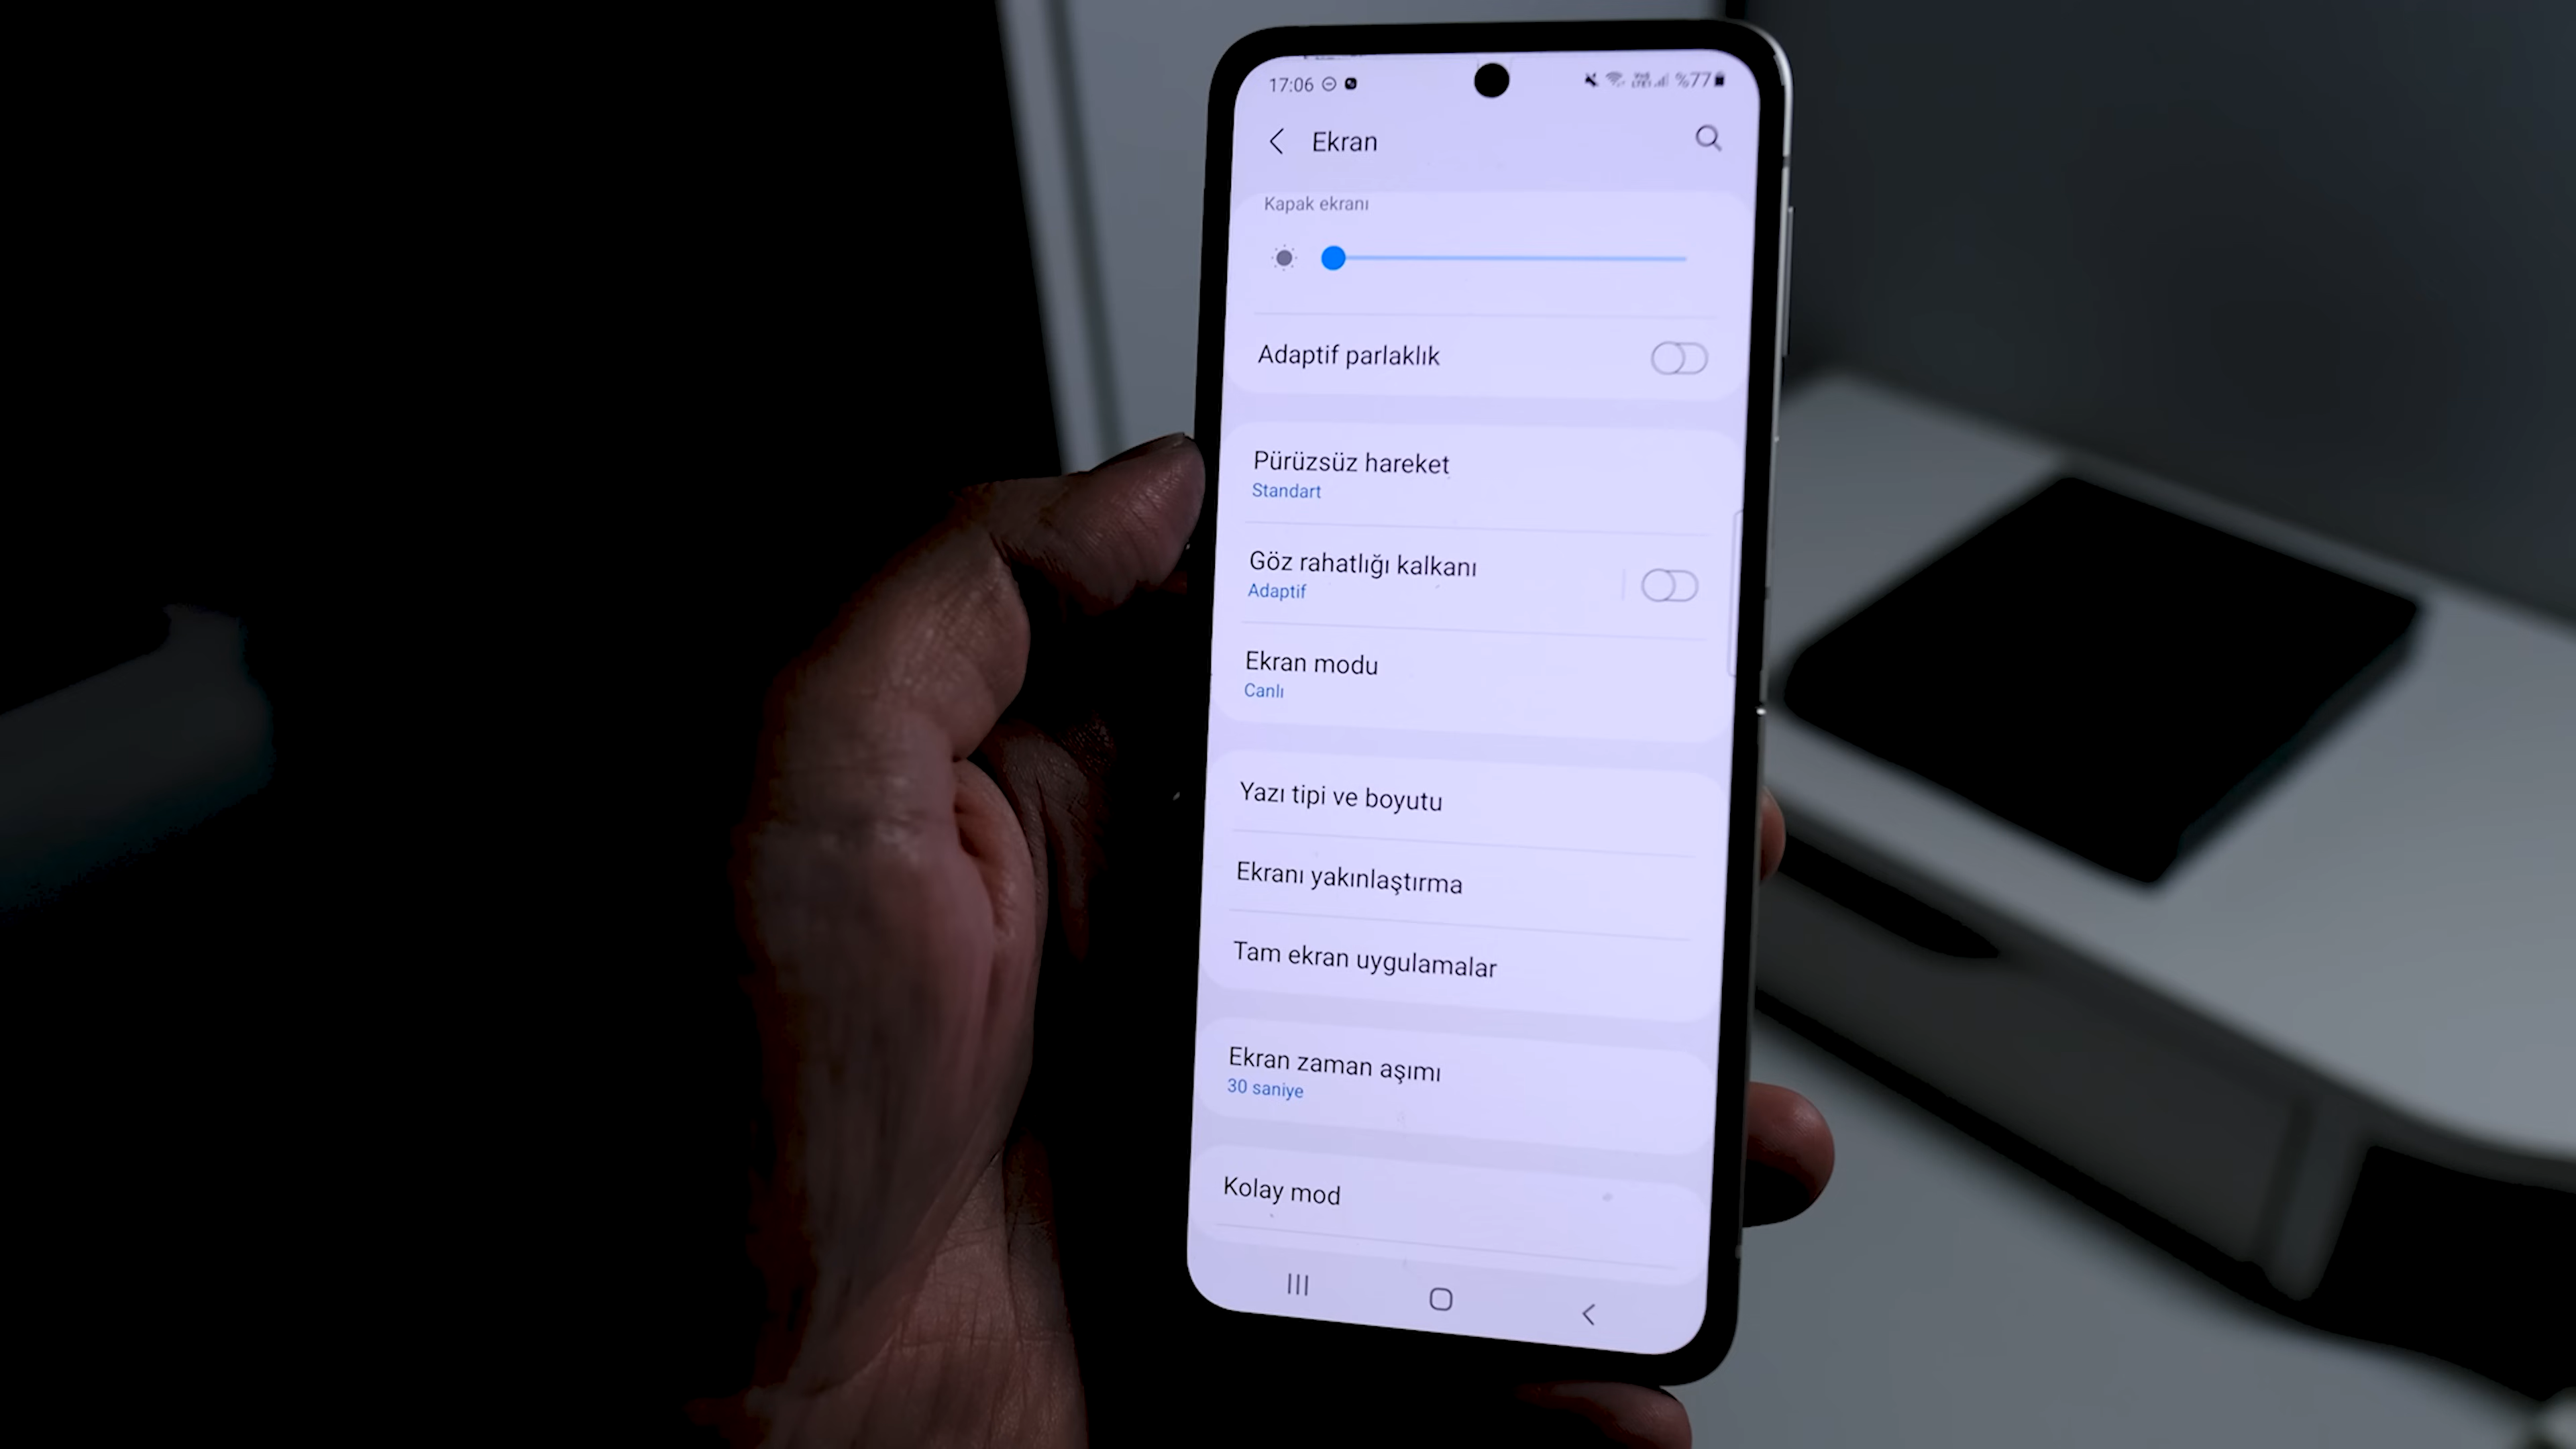 17:06
%77
Ekran
Kapak ekranı
Adaptif parlaklık
Pürüzsüz hareket
Standart
Göz rahatlığı kalkanı
Adaptif
Ekran modu
Canlı
Yazı tipi ve boyutu
Ekranı yakınlaştırma
Tam ekran uygulamalar
Ekran zaman aşımı
30 saniye
Kolay mod